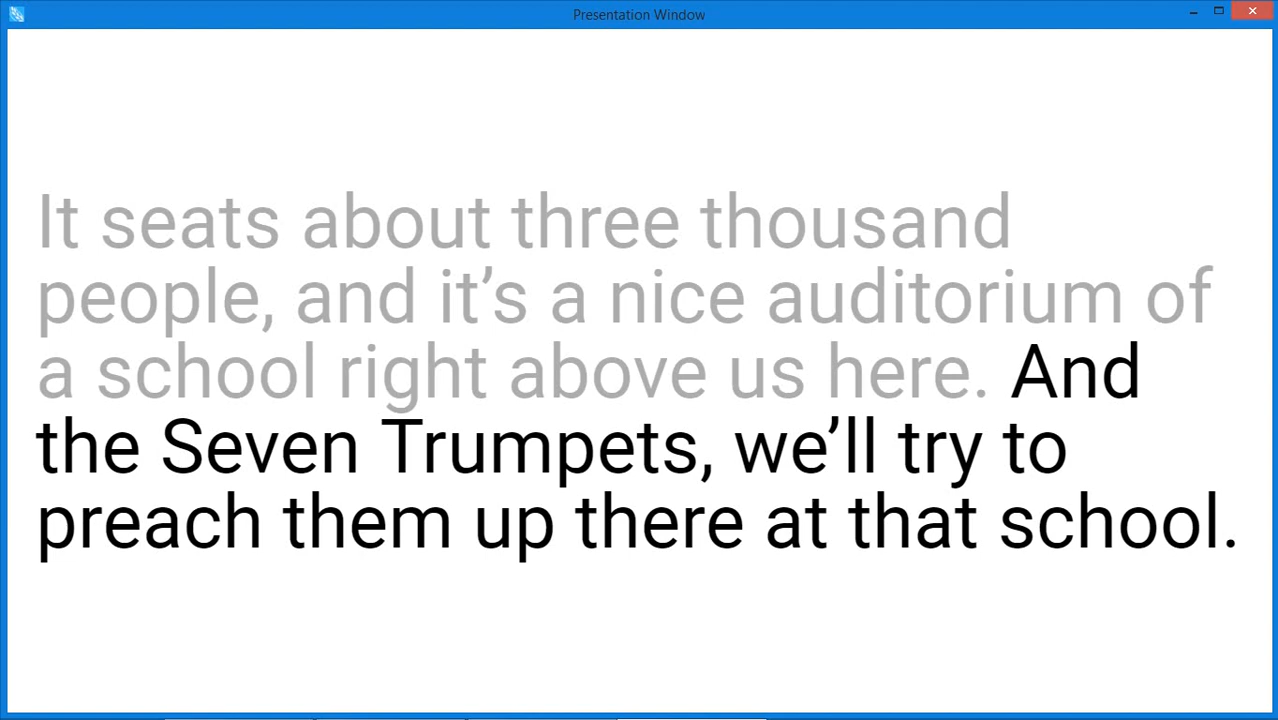 Presentation Window
It seats about three thousand
people, and it’s a nice auditorium of
a school right above us here. And
the Seven Trumpets, we’ll try to
preach them up there at that school.